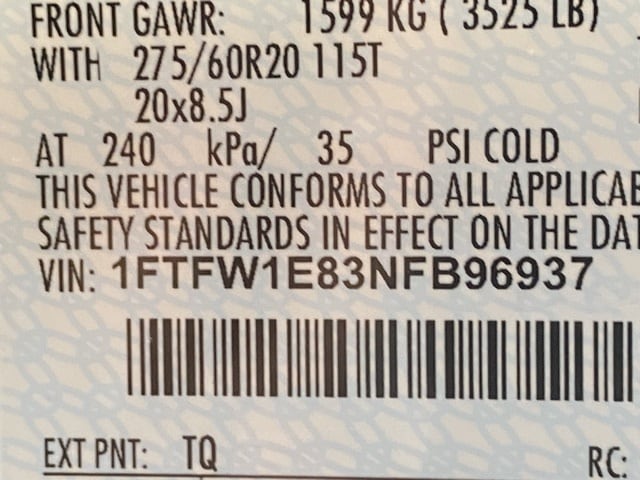 FRONT GAWR: 1599 KG ( 3525 LB)
WITH 275/60R20 115T
20x8.5J
AT 240 kPa/ 35 PSI COLD
THIS VEHICLE CONFORMS TO ALL APPLICAB
SAFETY STANDARDS IN EFFECT ON THE DAT
VIN: 1FTFW1E83NFB96937
EXT PNT: TQ RC: